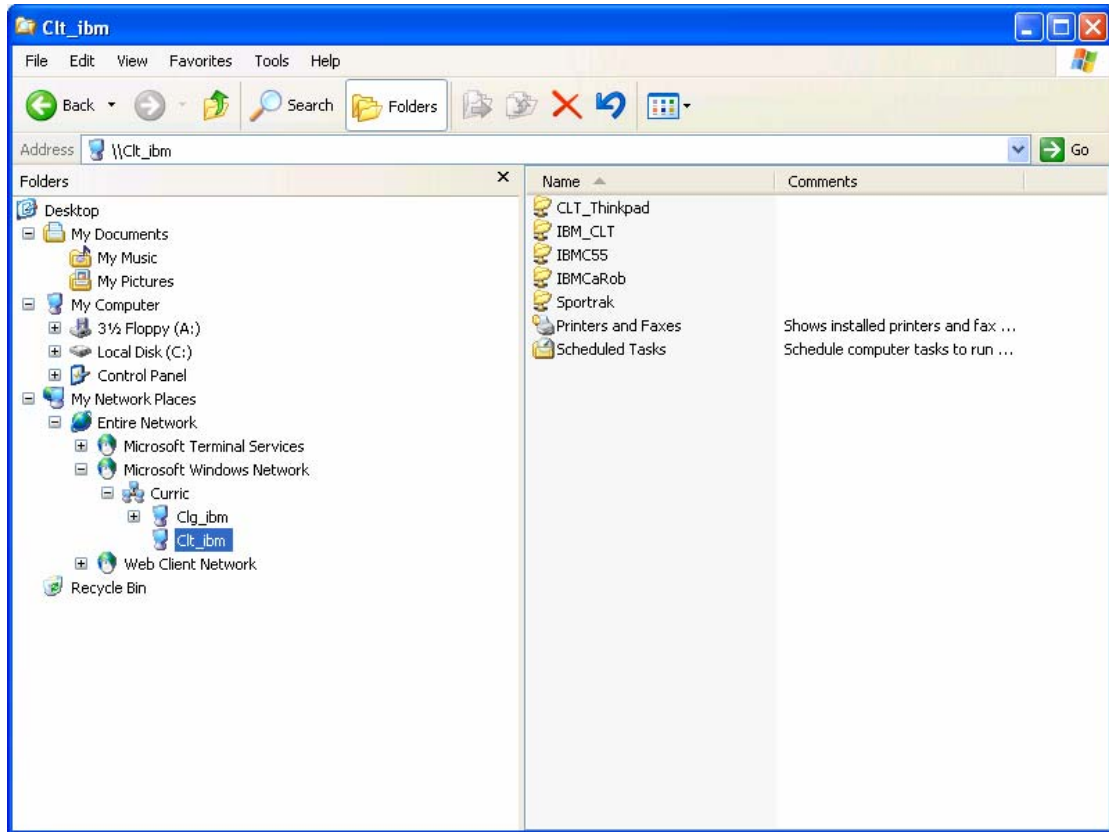 Clt_ibm
File Edit View Favorites Tools Help
Back Search Folders
Address \\Clt_ibm Go
Folders
Desktop
My Documents
My Music
My Pictures
My Computer
3½ Floppy (A:)
Local Disk (C:)
Control Panel
My Network Places
Entire Network
Microsoft Terminal Services
Microsoft Windows Network
Curric
Clg_ibm
Clt_ibm
Web Client Network
Recycle Bin
Name Comments
CLT_Thinkpad
IBM_CLT
IBMC55
IBMCaRob
Sportrak
Printers and Faxes Shows installed printers and fax ...
Scheduled Tasks Schedule computer tasks to run ...